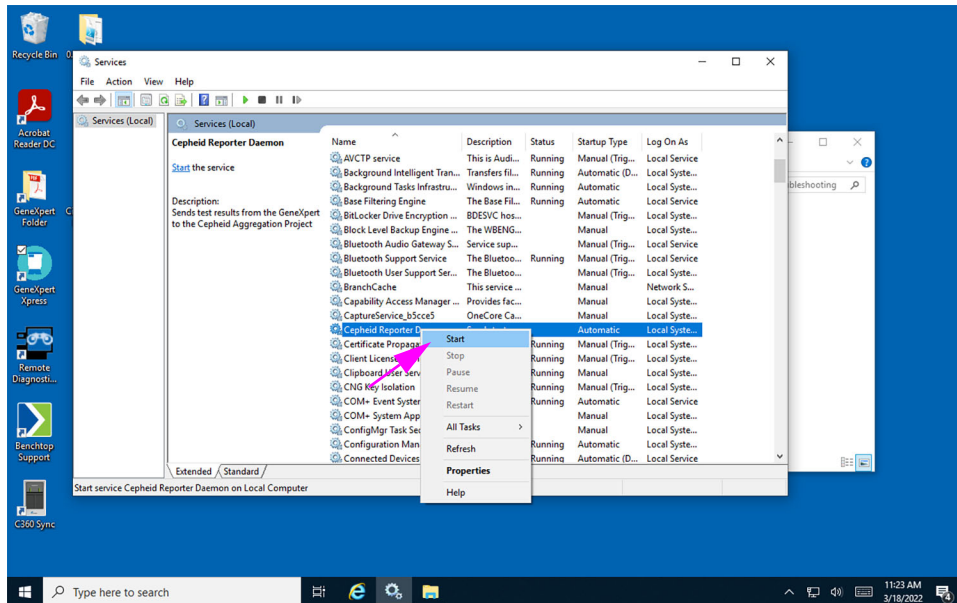 Recycle Bin
Services
File Action View Help
Acrobat
Reader DC
GeneXpert
Folder
GeneXpert
Xpress
Remote
Diagnosti...
Benchtop
Support
C360 Sync
Services (Local)
Services (Local)
Cepheid Reporter Daemon
Start the service
Description:
Sends test results from the GeneXpert
to the Cepheid Aggregation Project
Name Description Status Startup Type Log On As
AVCTP service This is Audi... Running Manual (Trig... Local Service
Background Intelligent Tran... Transfers fil... Running Automatic (D... Local Syste...
Background Tasks Infrastru... Windows in... Running Automatic Local Syste...
Base Filtering Engine The Base Fil... Running Automatic Local Service
BitLocker Drive Encryption ... BDESVC hos... Manual (Trig... Local Syste...
Block Level Backup Engine ... The WBENG... Manual Local Syste...
Bluetooth Audio Gateway S... Service sup... Manual (Trig... Local Service
Bluetooth Support Service The Bluetoo... Running Manual (Trig... Local Service
Bluetooth User Support Ser... The Bluetoo... Manual (Trig... Local Syste...
BranchCache This service ... Manual Network S...
Capability Access Manager ... Provides fac... Manual Local Syste...
CaptureService_b5cce5 OneCore Ca... Manual Local Syste...
Cepheid Reporter D Automatic Local Syste...
Certificate Propaga Running Manual (Trig... Local Syste...
Client License Running Manual (Trig... Local Syste...
Clipboard User Serv Running Manual Local Syste...
CNG Key Isolation Running Manual (Trig... Local Syste...
COM+ Event Syster Running Automatic Local Service
COM+ System App Manual Local Syste...
ConfigMgr Task Sec Manual Local Syste...
Configuration Man Running Automatic Local Syste...
Connected Devices Running Automatic (D... Local Service
Start
Stop
Pause
Resume
Restart
All Tasks
Refresh
Properties
Help
Extended Standard
Start service Cepheid Reporter Daemon on Local Computer
Type here to search
11:23 AM
3/18/2022
4